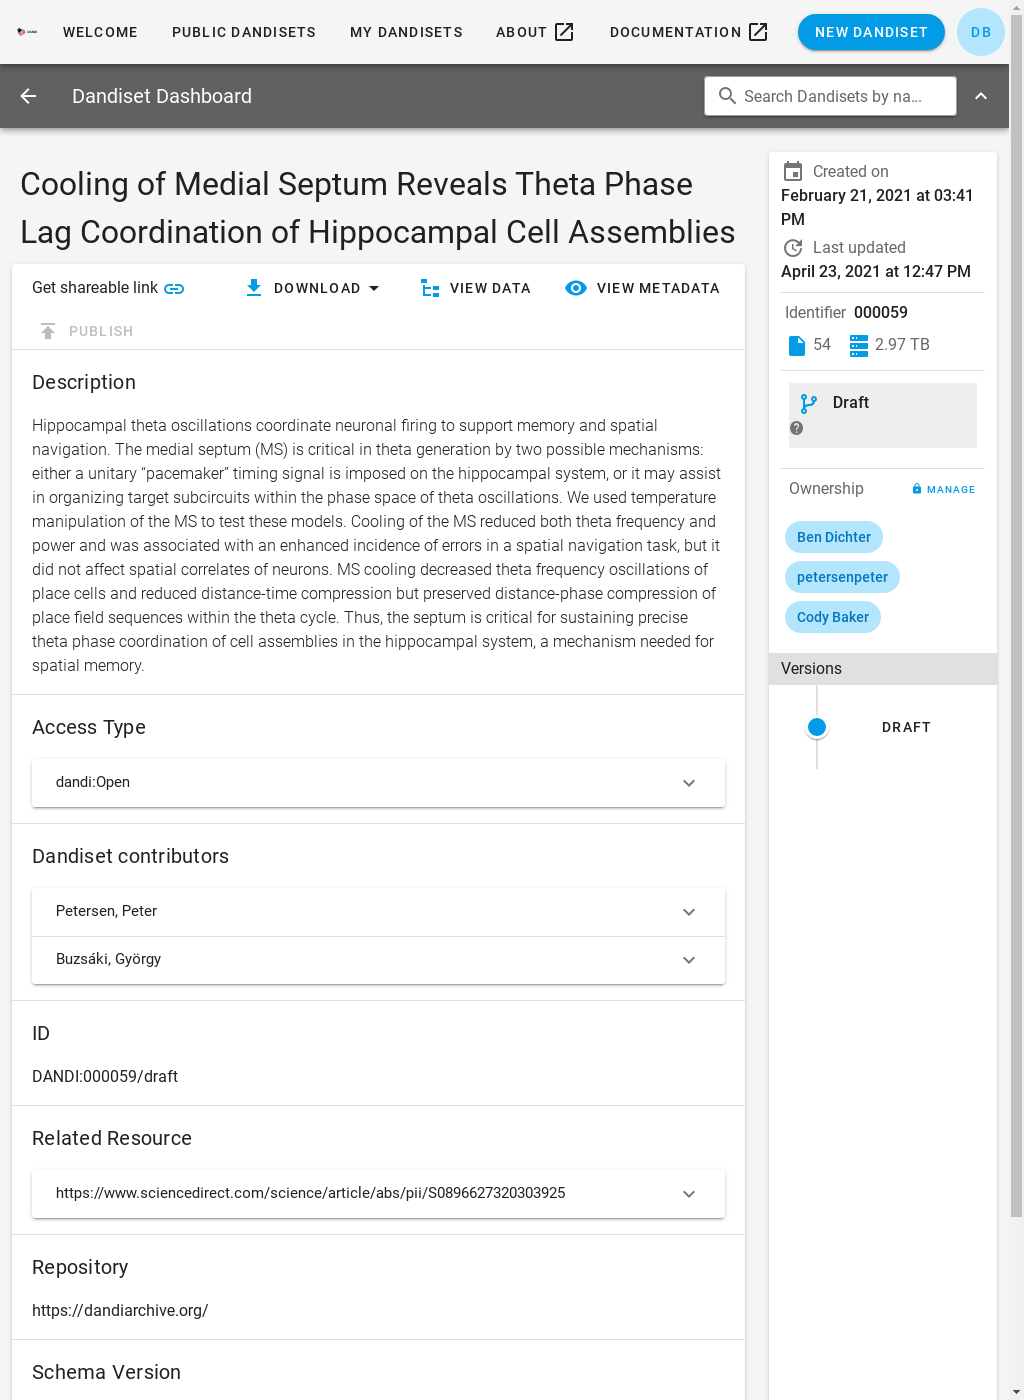 WELCOME
PUBLIC DANDISETS
MY DANDISETS
ABOUT
DOCUMENTATION
NEW DANDISET
DB
Dandiset Dashboard
Search Dandisets by na...
Cooling of Medial Septum Reveals Theta Phase
Lag Coordination of Hippocampal Cell Assemblies
Get shareable link
DOWNLOAD
VIEW DATA
VIEW METADATA
PUBLISH
Description
Hippocampal theta oscillations coordinate neuronal firing to support memory and spatial
navigation. The medial septum (MS) is critical in theta generation by two possible mechanisms:
either a unitary “pacemaker” timing signal is imposed on the hippocampal system, or it may assist
in organizing target subcircuits within the phase space of theta oscillations. We used temperature
manipulation of the MS to test these models. Cooling of the MS reduced both theta frequency and
power and was associated with an enhanced incidence of errors in a spatial navigation task, but it
did not affect spatial correlates of neurons. MS cooling decreased theta frequency oscillations of
place cells and reduced distance-time compression but preserved distance-phase compression of
place field sequences within the theta cycle. Thus, the septum is critical for sustaining precise
theta phase coordination of cell assemblies in the hippocampal system, a mechanism needed for
spatial memory.
Access Type
dandi:Open
Dandiset contributors
Petersen, Peter
Buzsáki, György
ID
DANDI:000059/draft
Related Resource
https://www.sciencedirect.com/science/article/abs/pii/S0896627320303925
Repository
https://dandiarchive.org/
Schema Version
Created on
February 21, 2021 at 03:41
PM
Last updated
April 23, 2021 at 12:47 PM
Identifier 000059
54
2.97 TB
Draft
Ownership
MANAGE
Ben Dichter
petersenpeter
Cody Baker
Versions
DRAFT